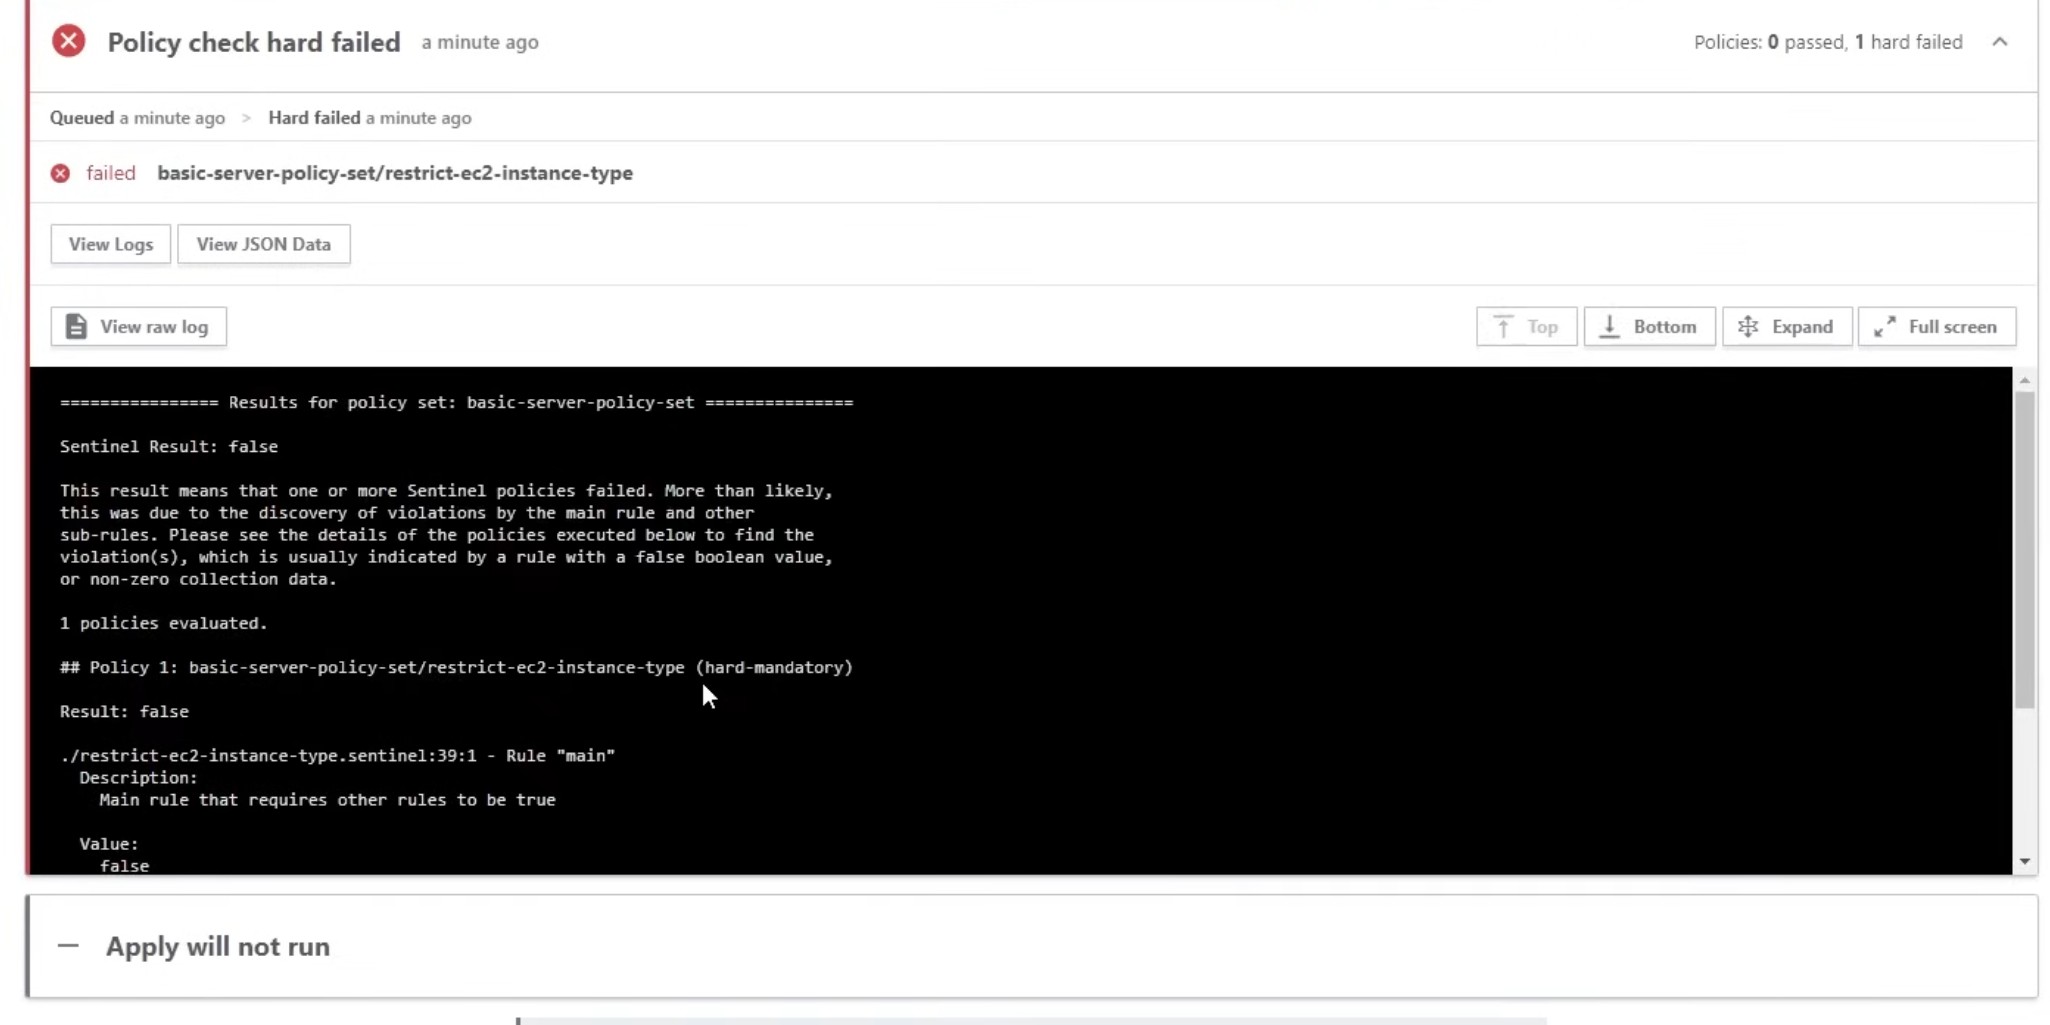 Policy check hard failed a minute ago Policies: 0 passed, 1 hard failed
Queued a minute ago > Hard failed a minute ago
failed basic-server-policy-set/restrict-ec2-instance-type
View Logs View JSON Data
View raw log Top Bottom Expand Full screen
================ Results for policy set: basic-server-policy-set ===============
Sentinel Result: false
This result means that one or more Sentinel policies failed. More than likely,
this was due to the discovery of violations by the main rule and other
sub-rules. Please see the details of the policies executed below to find the
violation(s), which is usually indicated by a rule with a false boolean value,
or non-zero collection data.
1 policies evaluated.
## Policy 1: basic-server-policy-set/restrict-ec2-instance-type (hard-mandatory)
Result: false
./restrict-ec2-instance-type.sentinel:39:1 - Rule "main"
Description:
Main rule that requires other rules to be true
Value:
false
Apply will not run